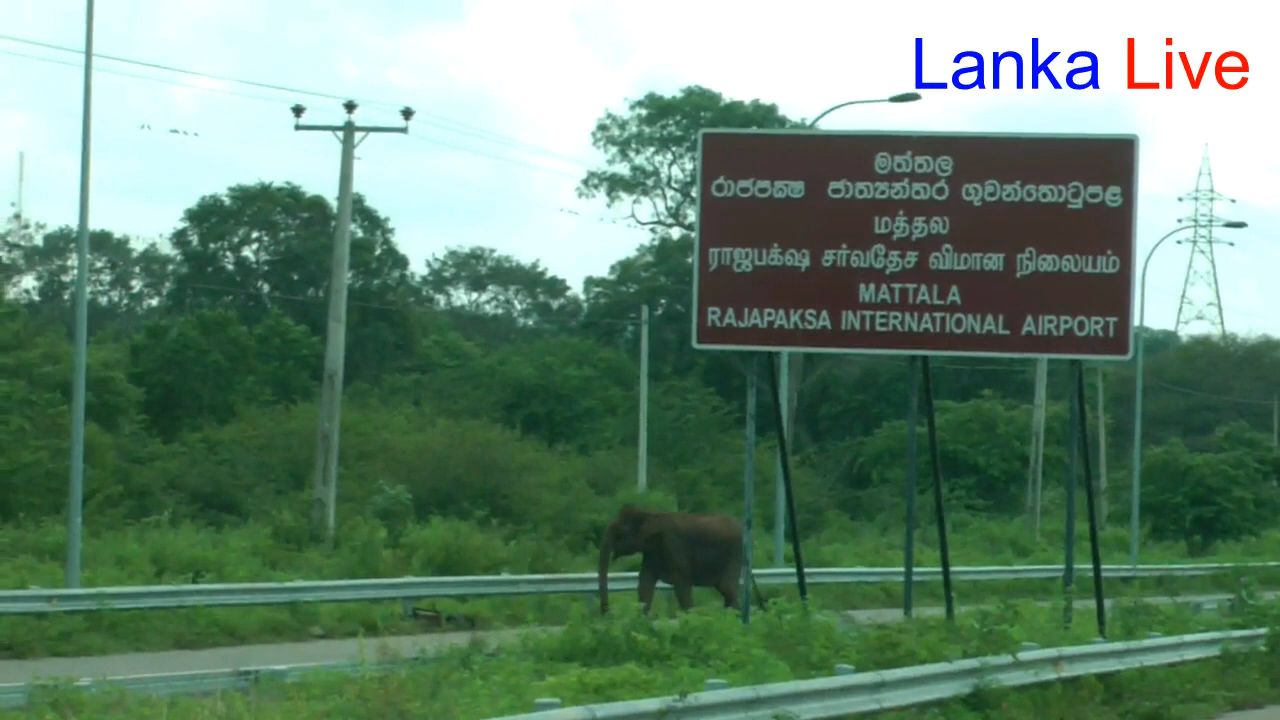 Lanka Live
මත්තල
රාජපක්ෂ ජාත්‍යන්තර ගුවන්තොටුපළ
மத்தல
ராஜபக்ஷ சர்வதேச விமான நிலையம்
MATTALA
RAJAPAKSA INTERNATIONAL AIRPORT